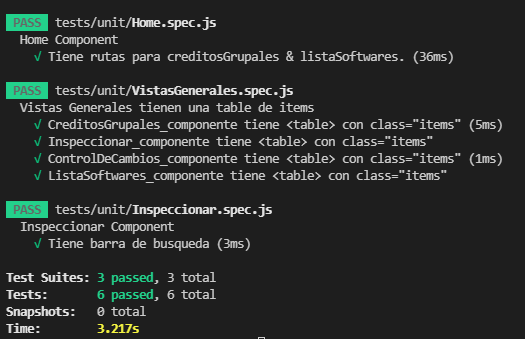 PASS tests/unit/Home.spec.js
Home Component
√ Tiene rutas para creditosGrupales & listaSoftwares. (36ms)
PASS tests/unit/VistasGenerales.spec.js
Vistas Generales tienen una table de items
√ CreditosGrupales_componente tiene <table> con class="items" (5ms)
√ Inspeccionar_componente tiene <table> con class="items"
√ ControlDeCambios_componente tiene <table> con class="items" (1ms)
√ ListaSoftwares_componente tiene <table> con class="items"
PASS tests/unit/Inspeccionar.spec.js
Inspeccionar Component
√ Tiene barra de busqueda (3ms)
Test Suites: 3 passed, 3 total
Tests: 6 passed, 6 total
Snapshots: 0 total
Time: 3.217s